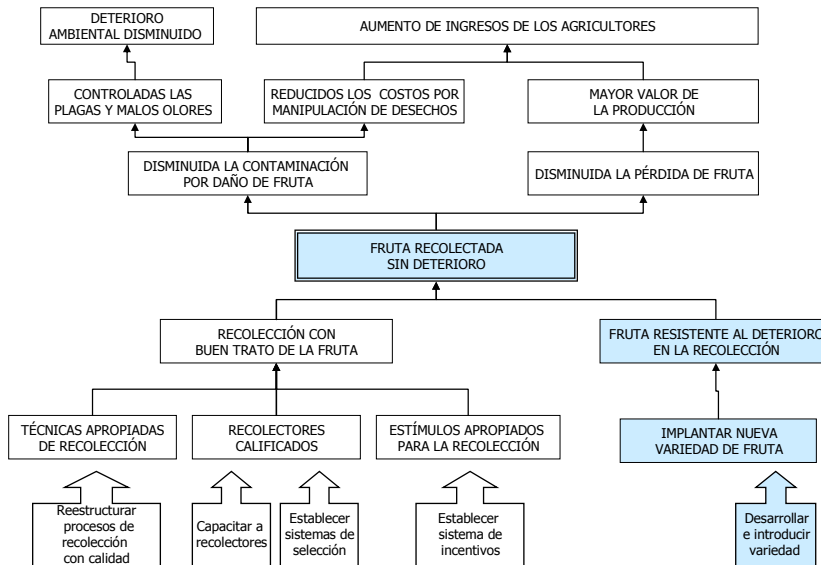 DETERIORO
AMBIENTAL DISMINUIDO
AUMENTO DE INGRESOS DE LOS AGRICULTORES
CONTROLADAS LAS
PLAGAS Y MALOS OLORES
REDUCIDOS LOS COSTOS POR
MANIPULACIÓN DE DESECHOS
MAYOR VALOR DE
LA PRODUCCIÓN
DISMINUIDA LA CONTAMINACIÓN
POR DAÑO DE FRUTA
DISMINUIDA LA PÉRDIDA DE FRUTA
FRUTA RECOLECTADA
SIN DETERIORO
RECOLECCIÓN CON
BUEN TRATO DE LA FRUTA
FRUTA RESISTENTE AL DETERIORO
EN LA RECOLECCIÓN
TÉCNICAS APROPIADAS
DE RECOLECCIÓN
RECOLECTORES
CALIFICADOS
ESTÍMULOS APROPIADOS
PARA LA RECOLECCIÓN
IMPLANTAR NUEVA
VARIEDAD DE FRUTA
Reestructurar
procesos de
recolección
con calidad
Capacitar a
recolectores
Establecer
sistemas de
selección
Establecer
sistema de
incentivos
Desarrollar
e introducir
variedad